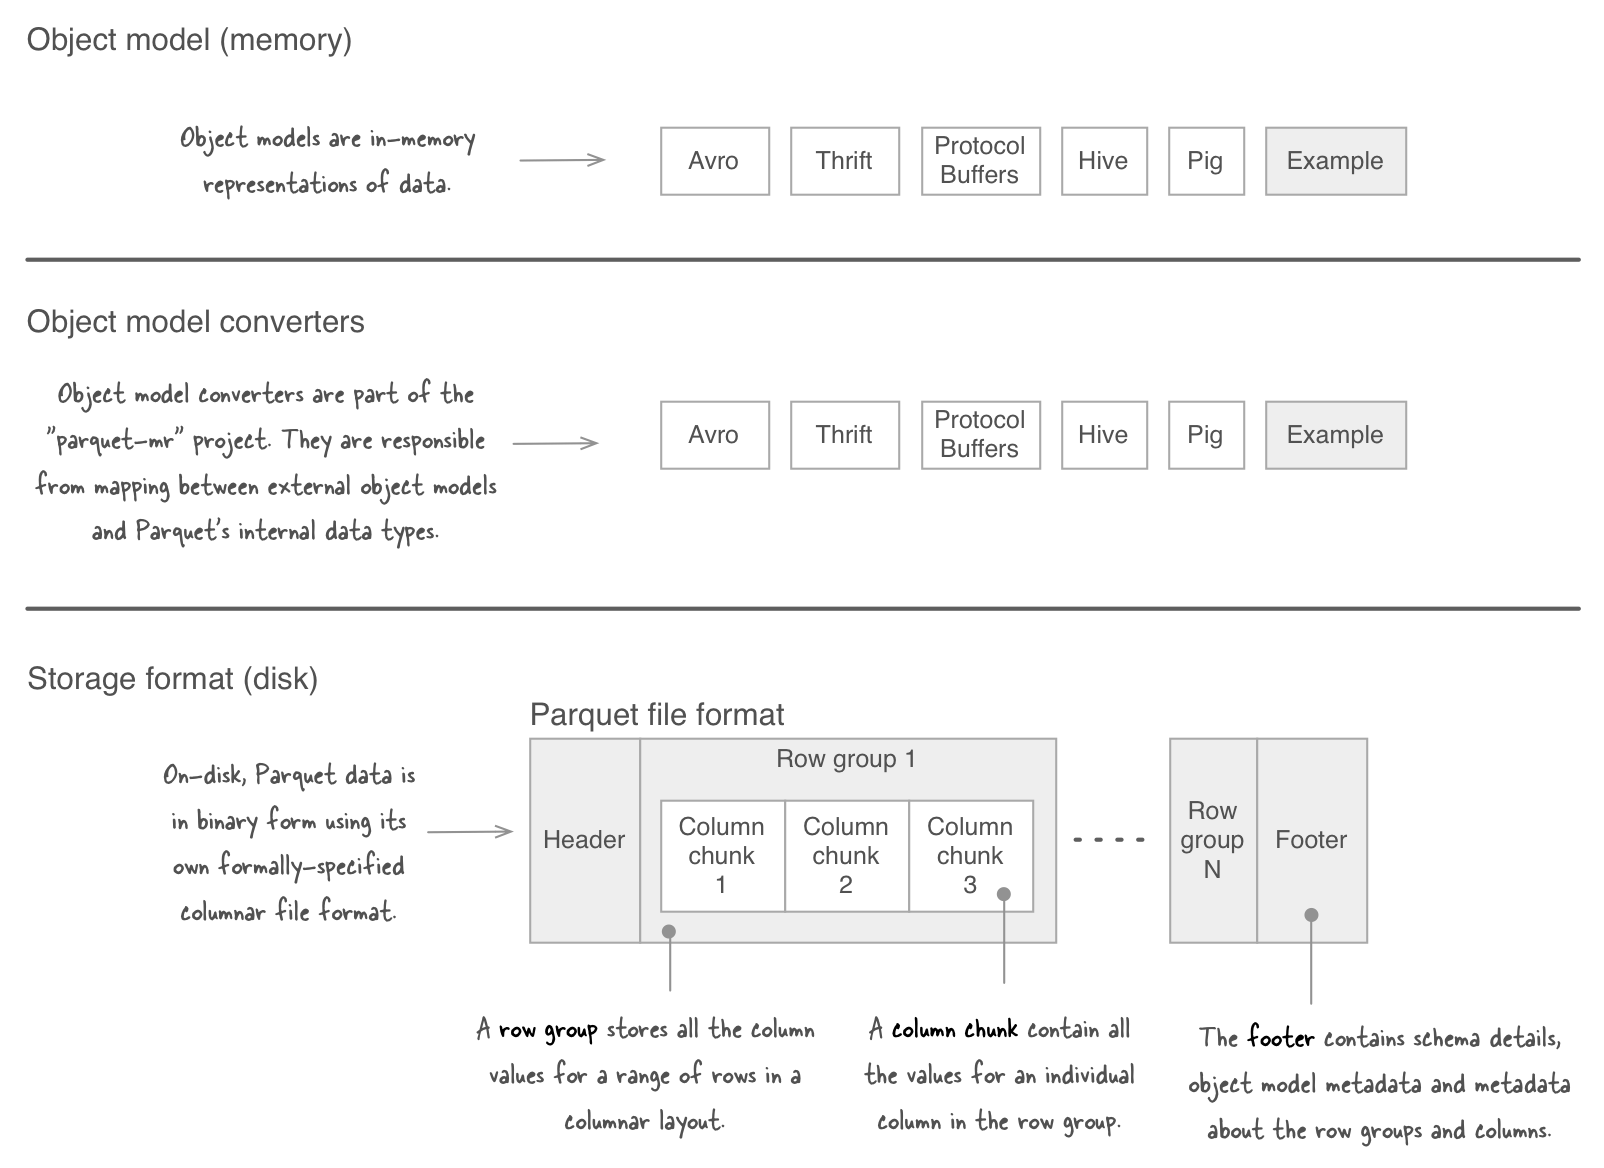 Object model (memory)
Object models are in-memory
representations of data.
Avro
Thrift
Protocol
Buffers
Hive
Pig
Example
Object model converters
Object model converters are part of the
"parquet-mr" project. They are responsible
from mapping between external object models
and Parquet's internal data types.
Avro
Thrift
Protocol
Buffers
Hive
Pig
Example
Storage format (disk)
Parquet file format
On-disk, Parquet data is
in binary form using its
own formally-specified
columnar file format.
Header
Row group 1
Column
chunk
1
Column
chunk
2
Column
chunk
3
Row
group
N
Footer
A row group stores all the column
values for a range of rows in a
columnar layout.
A column chunk contain all
the values for an individual
column in the row group.
The footer contains schema details,
object model metadata and metadata
about the row groups and columns.